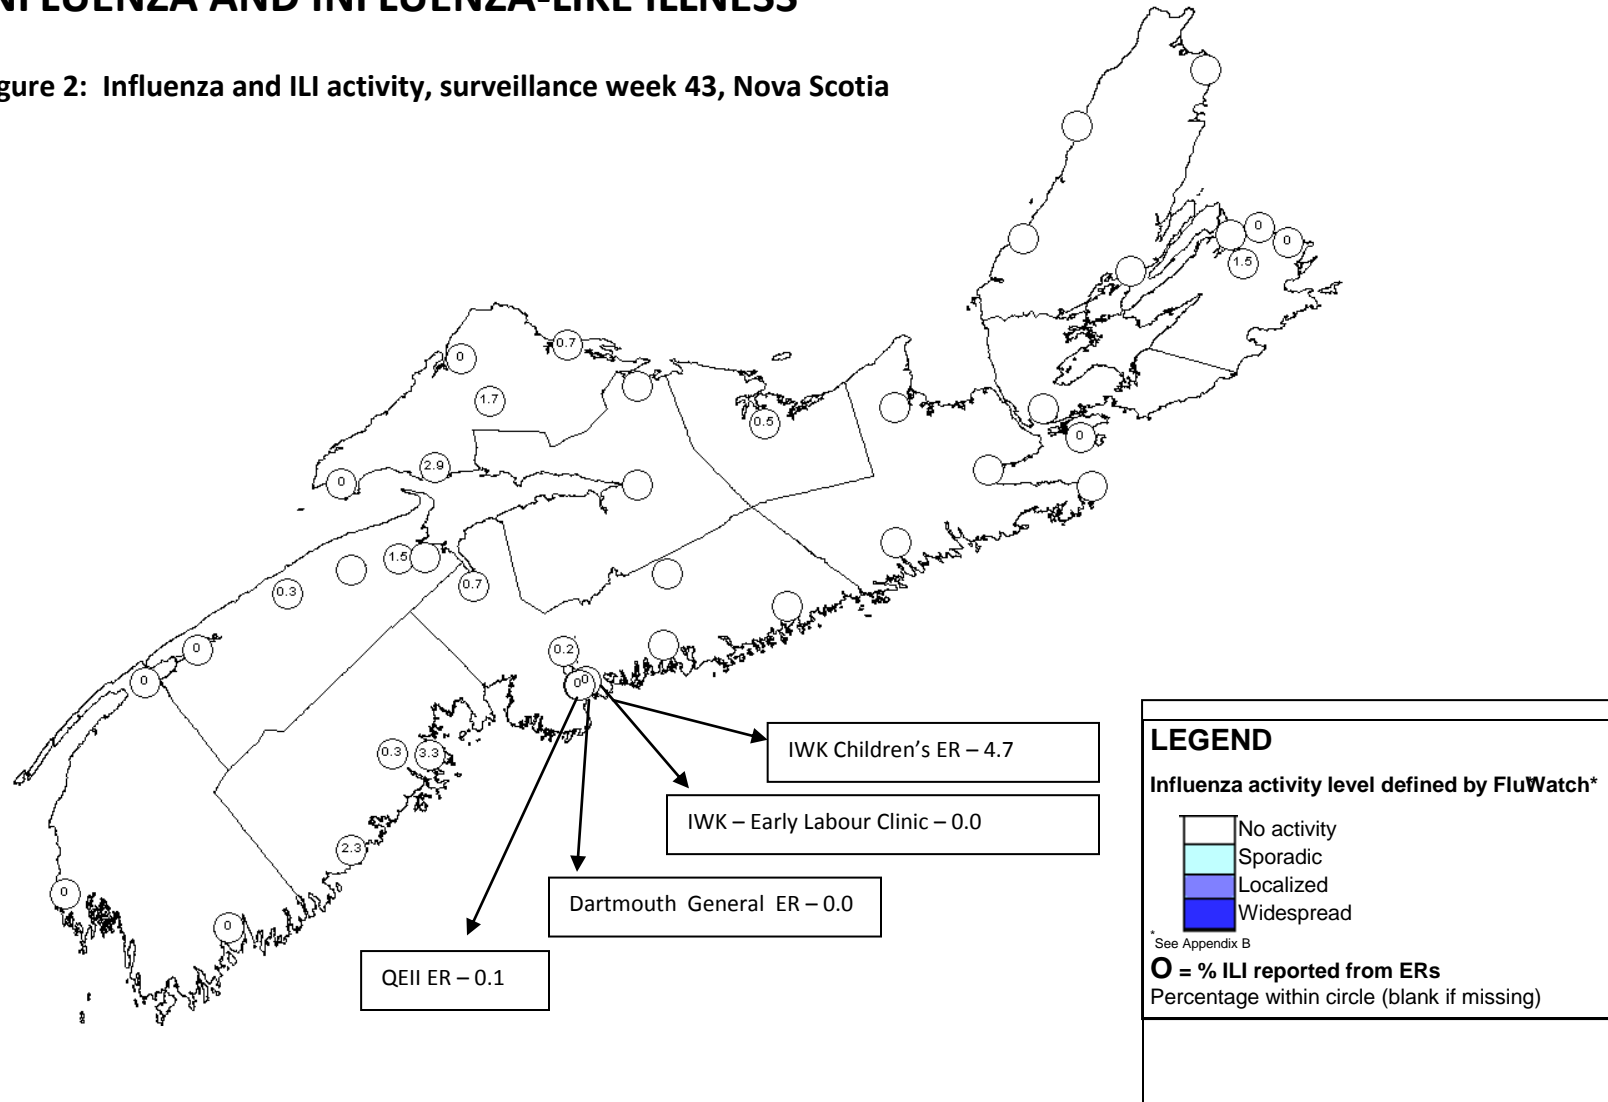 NFLUENZA AND INFLUENZA-LIKE ILLNESS
gure 2: Influenza and ILI activity, surveillance week 43, Nova Scotia
0
0
1.5
0.7
0
1.7
0.5
0
2.9
0
1.5
0.3
0.7
0
0.2
0
0
0
0.3
3.3
2.3
0
0
IWK Children's ER – 4.7
IWK – Early Labour Clinic – 0.0
Dartmouth General ER – 0.0
QEII ER – 0.1
LEGEND
Influenza activity level defined by FluWatch*
No activity
Sporadic
Localized
Widespread
*See Appendix B
O = % ILI reported from ERs
Percentage within circle (blank if missing)